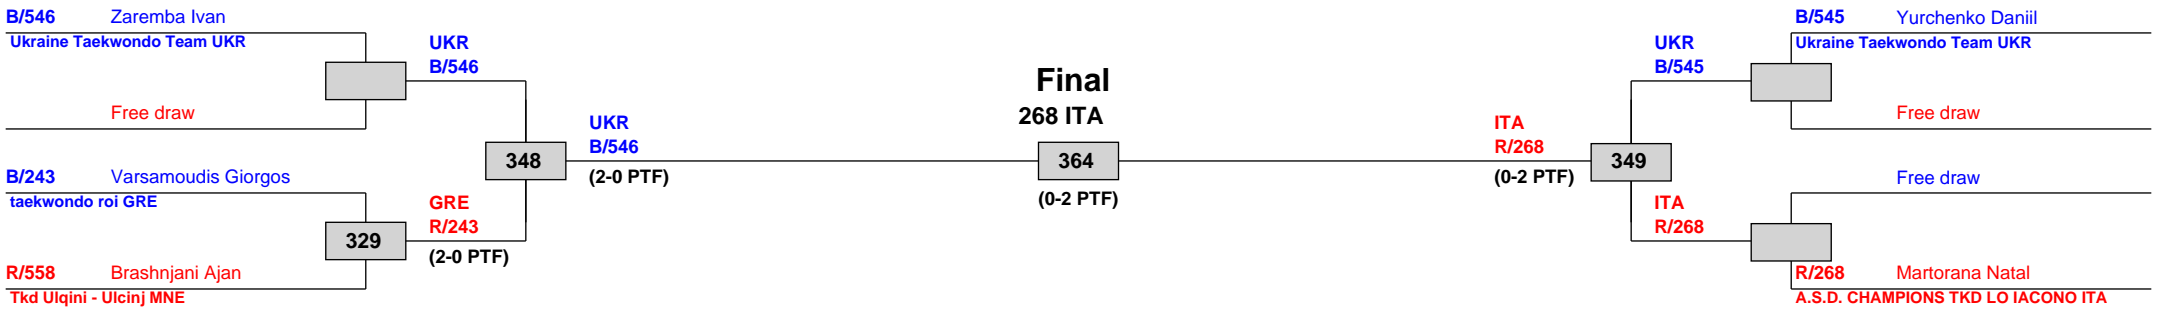 B/546 Zaremba Ivan
Ukraine Taekwondo Team UKR
UKR
B/546
Free draw
UKR
B/546
348
(2-0 PTF)
B/243 Varsamoudis Giorgos
taekwondo roi GRE
GRE
R/243
329
(2-0 PTF)
R/558 Brashnjani Ajan
Tkd Ulqini - Ulcinj MNE
Final
268 ITA
364
(0-2 PTF)
B/545 Yurchenko Daniil
Ukraine Taekwondo Team UKR
UKR
B/545
Free draw
ITA
R/268
349
(0-2 PTF)
Free draw
ITA
R/268
R/268 Martorana Natal
A.S.D. CHAMPIONS TKD LO IACONO ITA